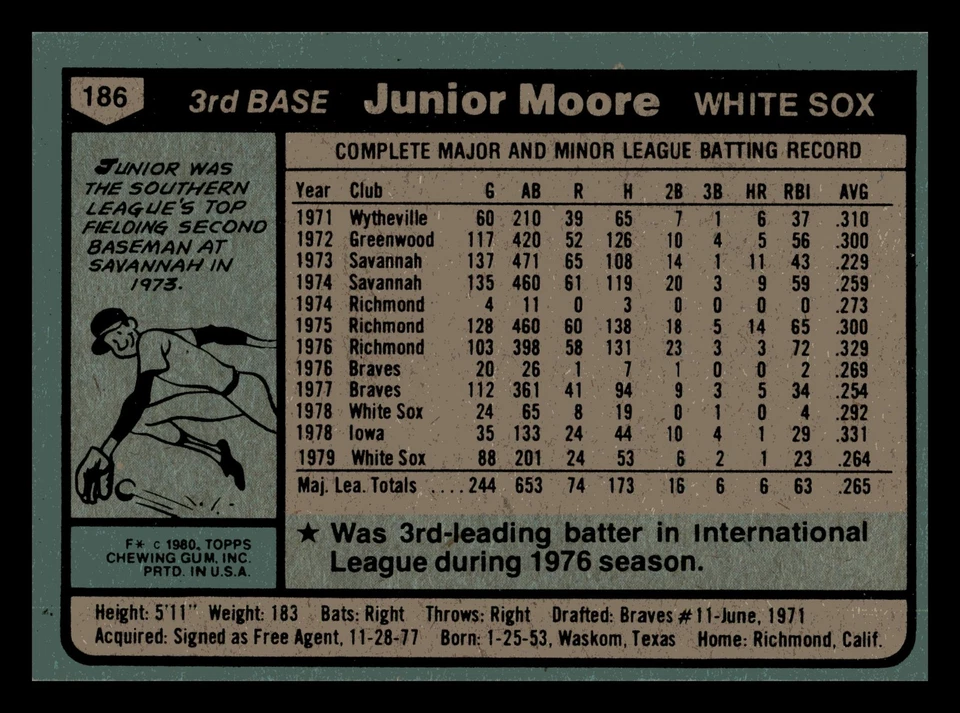 186 3rd BASE Junior Moore WHITE SOX
JUNIOR WAS
THE SOUTHERN
LEAGUE'S TOP
FIELDING SECOND
BASEMAN AT
SAVANNAH IN
1973.
COMPLETE MAJOR AND MINOR LEAGUE BATTING RECORD
Year Club G AB R H 2B 3B HR RBI AVG
1971 Wytheville 60 210 39 65 7 1 6 37 .310
1972 Greenwood 117 420 52 126 10 4 5 56 .300
1973 Savannah 137 471 65 108 14 1 11 43 .229
1974 Savannah 135 460 61 119 20 3 9 59 .259
1974 Richmond 4 11 0 3 0 0 0 0 .273
1975 Richmond 128 460 60 138 18 5 14 65 .300
1976 Richmond 103 398 58 131 23 3 3 72 .329
1976 Braves 20 26 1 7 1 0 0 2 .269
1977 Braves 112 361 41 94 9 3 5 34 .254
1978 White Sox 24 65 8 19 0 1 0 4 .292
1978 Iowa 35 133 24 44 10 4 1 29 .331
1979 White Sox 88 201 24 53 6 2 1 23 .264
Maj. Lea. Totals ....244 653 74 173 16 6 6 63 .265
★ Was 3rd-leading batter in International
League during 1976 season.
F* c 1980, TOPPS
CHEWING GUM, INC.
PRTD. IN U.S.A.
Height: 5'11" Weight: 183 Bats: Right Throws: Right Drafted: Braves #11-June, 1971
Acquired: Signed as Free Agent, 11-28-77 Born: 1-25-53, Waskom, Texas Home: Richmond, Calif.